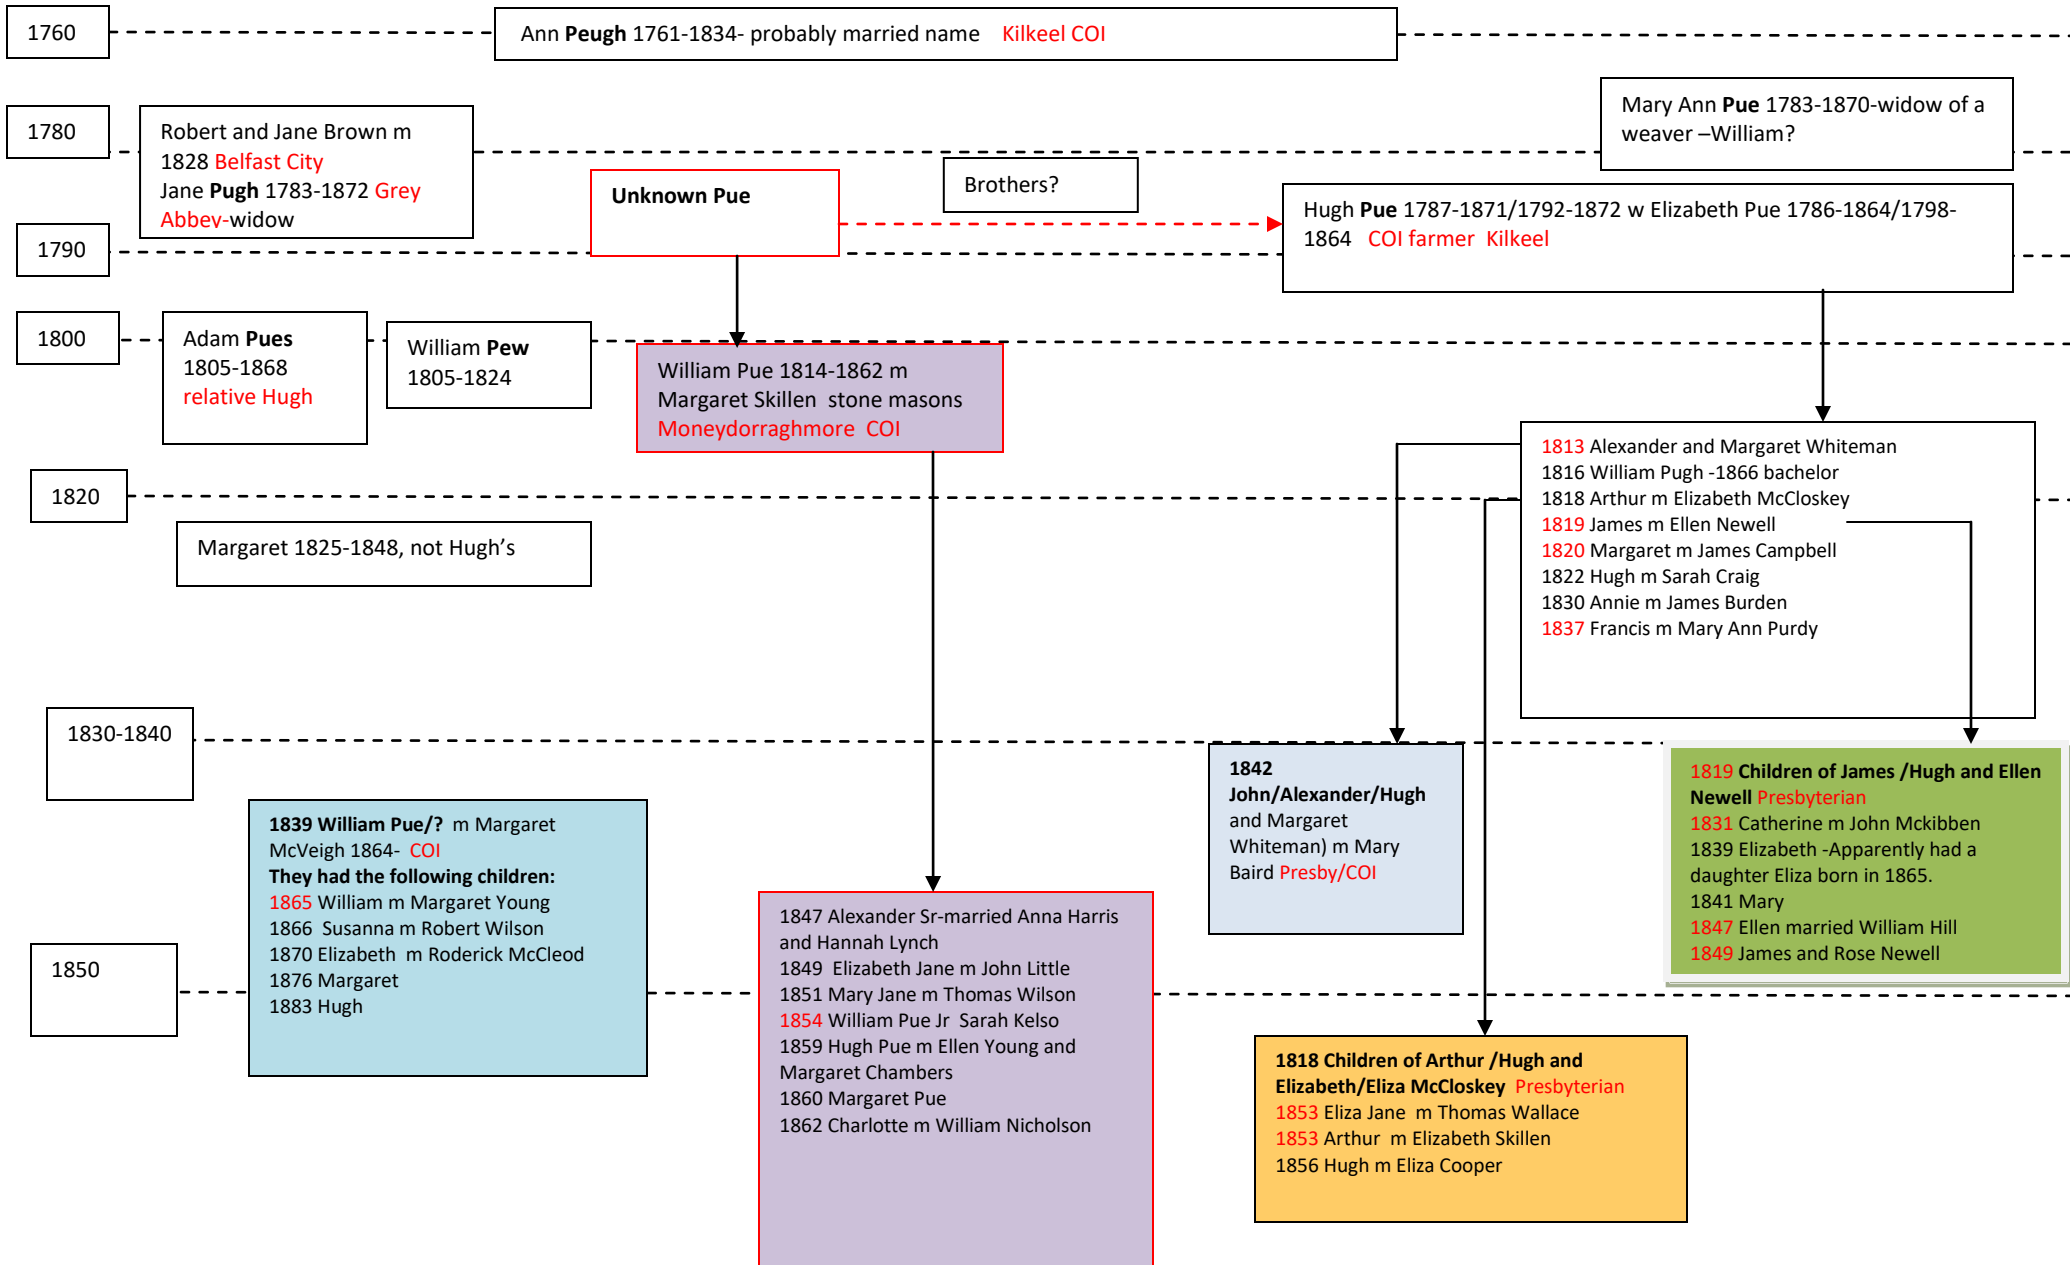 1760
Ann Peugh 1761-1834- probably married name Kilkeel COI
Mary Ann Pue 1783-1870-widow of a
weaver –William?
1780
Robert and Jane Brown m
1828 Belfast City
Jane Pugh 1783-1872 Grey
Abbey-widow
Unknown Pue
Brothers?
Hugh Pue 1787-1871/1792-1872 w Elizabeth Pue 1786-1864/1798-
1864 COI farmer Kilkeel
1790
1800
Adam Pues
1805-1868
relative Hugh
William Pew
1805-1824
William Pue 1814-1862 m
Margaret Skillen stone masons
Moneydorraghmore COI
1813 Alexander and Margaret Whiteman
1816 William Pugh -1866 bachelor
1818 Arthur m Elizabeth McCloskey
1819 James m Ellen Newell
1820 Margaret m James Campbell
1822 Hugh m Sarah Craig
1830 Annie m James Burden
1837 Francis m Mary Ann Purdy
1820
Margaret 1825-1848, not Hugh’s
1830-1840
1839 William Pue/? m Margaret
McVeigh 1864- COI
They had the following children:
1865 William m Margaret Young
1866 Susanna m Robert Wilson
1870 Elizabeth m Roderick McCleod
1876 Margaret
1883 Hugh
1842
John/Alexander/Hugh
and Margaret
Whiteman) m Mary
Baird Presby/COI
1819 Children of James /Hugh and Ellen
Newell Presbyterian
1831 Catherine m John Mckibben
1839 Elizabeth -Apparently had a
daughter Eliza born in 1865.
1841 Mary
1847 Ellen married William Hill
1849 James and Rose Newell
1850
1847 Alexander Sr-married Anna Harris
and Hannah Lynch
1849 Elizabeth Jane m John Little
1851 Mary Jane m Thomas Wilson
1854 William Pue Jr Sarah Kelso
1859 Hugh Pue m Ellen Young and
Margaret Chambers
1860 Margaret Pue
1862 Charlotte m William Nicholson
1818 Children of Arthur /Hugh and
Elizabeth/Eliza McCloskey Presbyterian
1853 Eliza Jane m Thomas Wallace
1853 Arthur m Elizabeth Skillen
1856 Hugh m Eliza Cooper